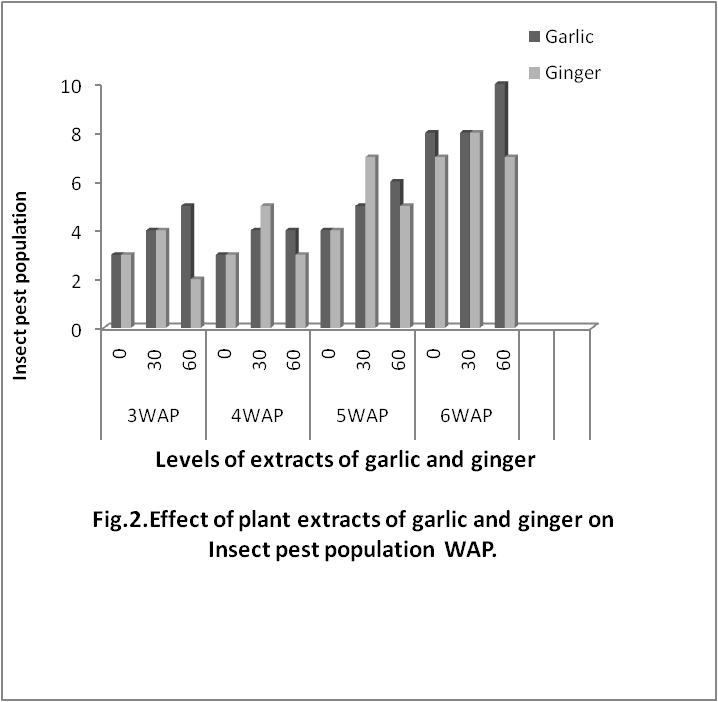 Garlic
Ginger
10
8
6
4
2
0
Insect pest population
0 30 60 0 30 60 0 30 60 0 30 60
3WAP 4WAP 5WAP 6WAP
Levels of extracts of garlic and ginger
Fig.2.Effect of plant extracts of garlic and ginger on
Insect pest population WAP.